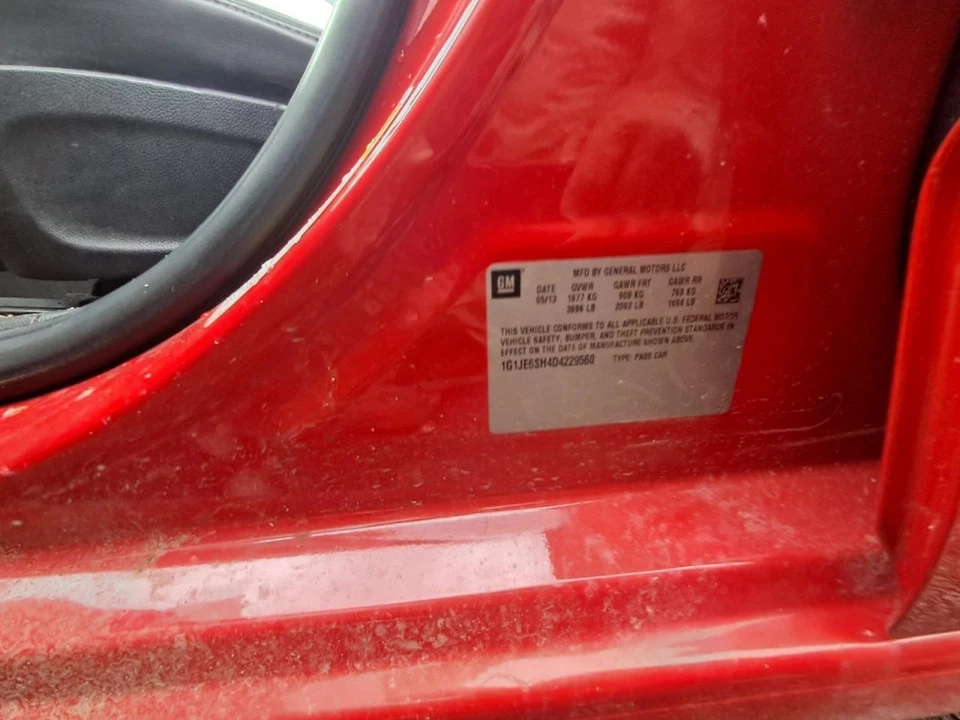 GM
MFD BY GENERAL MOTORS LLC
DATE GVWR GAWR FRT GAWR RR
05/13 1677 KG 908 KG 769 KG
3696 LB 2002 LB 1694 LB
THIS VEHICLE CONFORMS TO ALL APPLICABLE U.S. FEDERAL MOTOR
VEHICLE SAFETY, BUMPER, AND THEFT PREVENTION STANDARDS IN
EFFECT ON THE DATE OF MANUFACTURE SHOWN ABOVE.
1G1JE6SH4D4229560 TYPE: PASS CAR